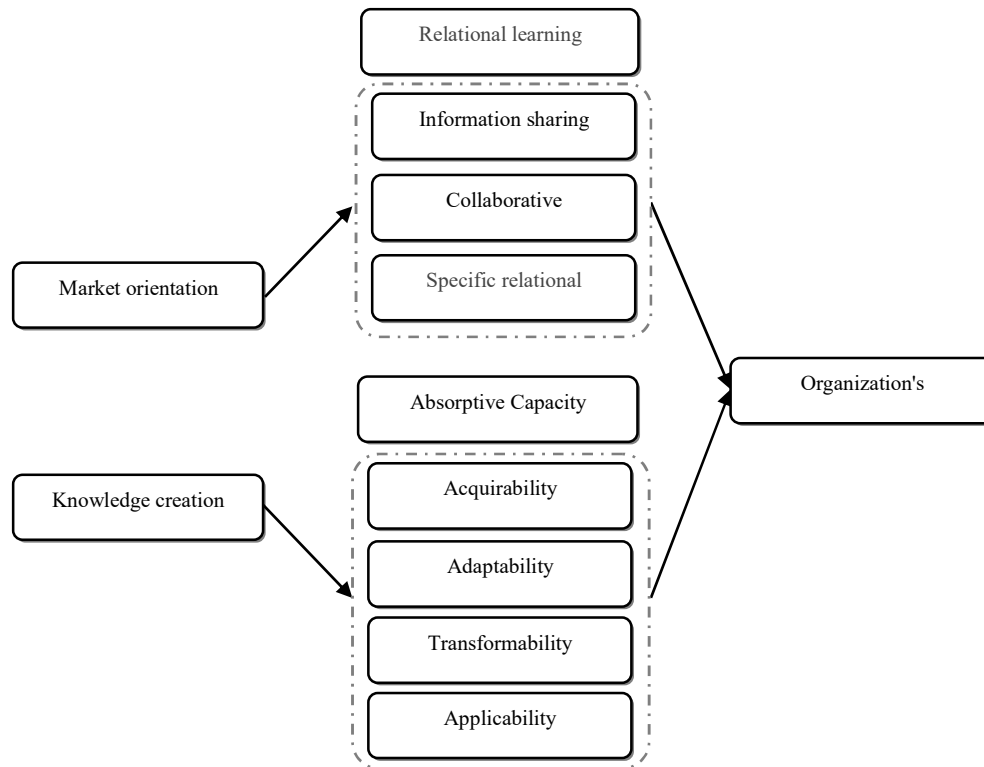 Relational learning
Information sharing
Collaborative
Specific relational
Market orientation
Organization's
Absorptive Capacity
Knowledge creation
Acquirability
Adaptability
Transformability
Applicability